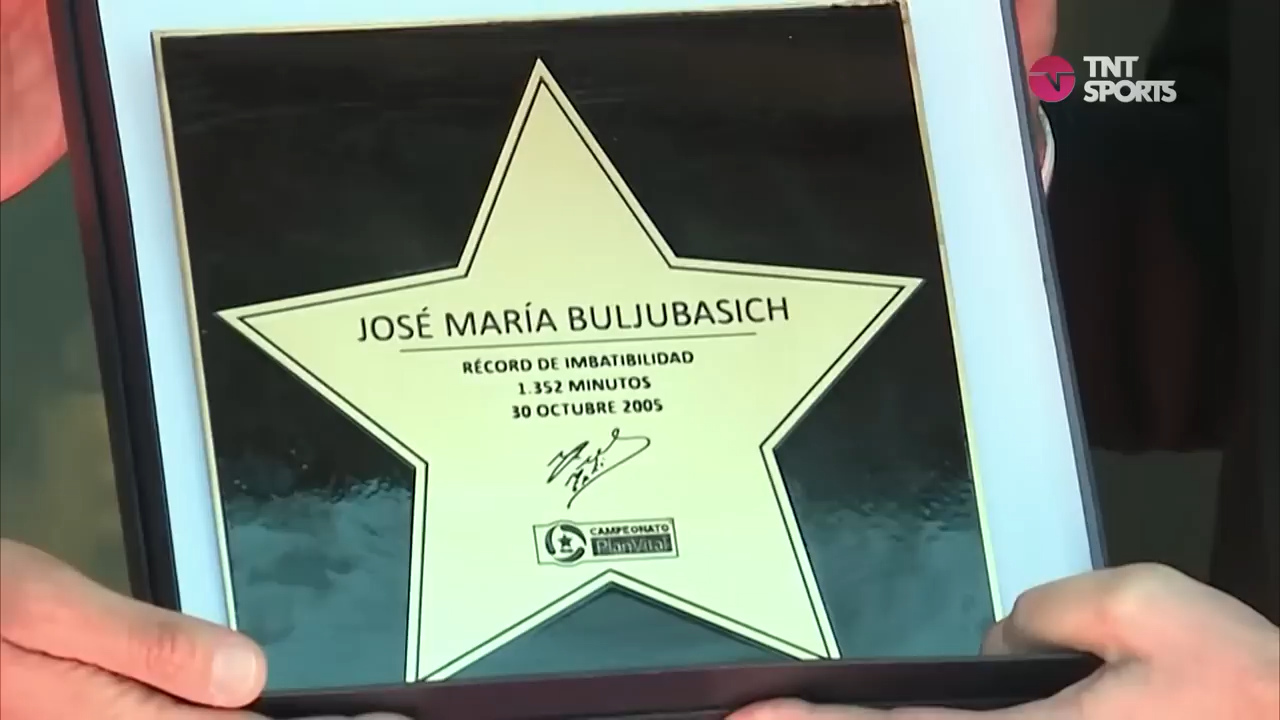 TNT
SPORTS
JOSÉ MARÍA BULJUBASICH
RÉCORD DE IMBATIBILIDAD
1.352 MINUTOS
30 OCTUBRE 2005
CAMPEONATO
PlanVital